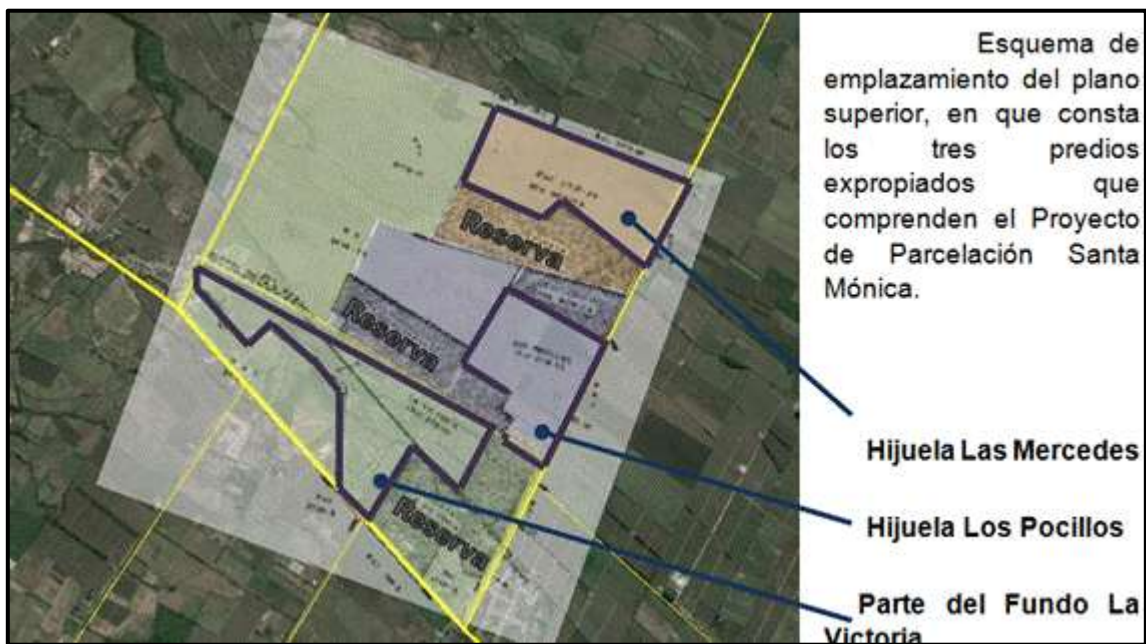 Esquema de
emplazamiento del plano
superior, en que consta
los tres predios
expropiados que
comprenden el Proyecto
de Parcelación Santa
Mónica.
Reserva
Reserva
Reserva
Hijuela Las Mercedes
Hijuela Los Pocillos
Parte del Fundo La
Victoria